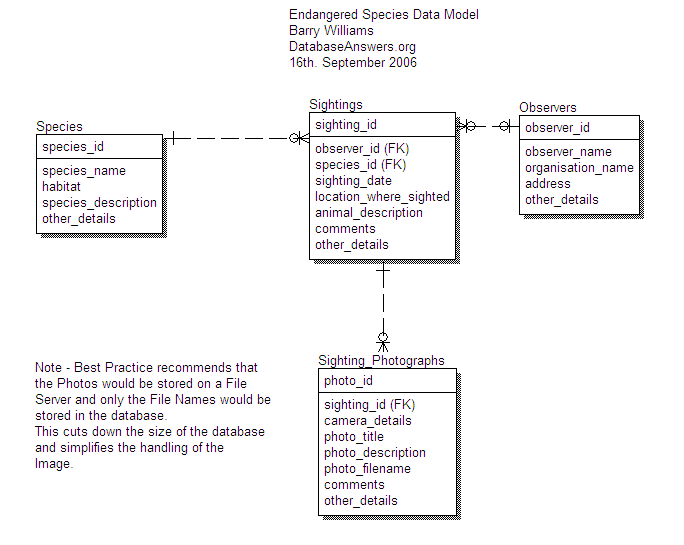 Endangered Species Data Model
Barry Williams
DatabaseAnswers.org
16th. September 2006
Species
species_id
species_name
habitat
species_description
other_details
Sightings
sighting_id
observer_id (FK)
species_id (FK)
sighting_date
location_where_sighted
animal_description
comments
other_details
Observers
observer_id
observer_name
organisation_name
address
other_details
Note - Best Practice recommends that
the Photos would be stored on a File
Server and only the File Names would be
stored in the database.
This cuts down the size of the database
and simplifies the handling of the
Image.
Sighting_Photographs
photo_id
sighting_id (FK)
camera_details
photo_title
photo_description
photo_filename
comments
other_details